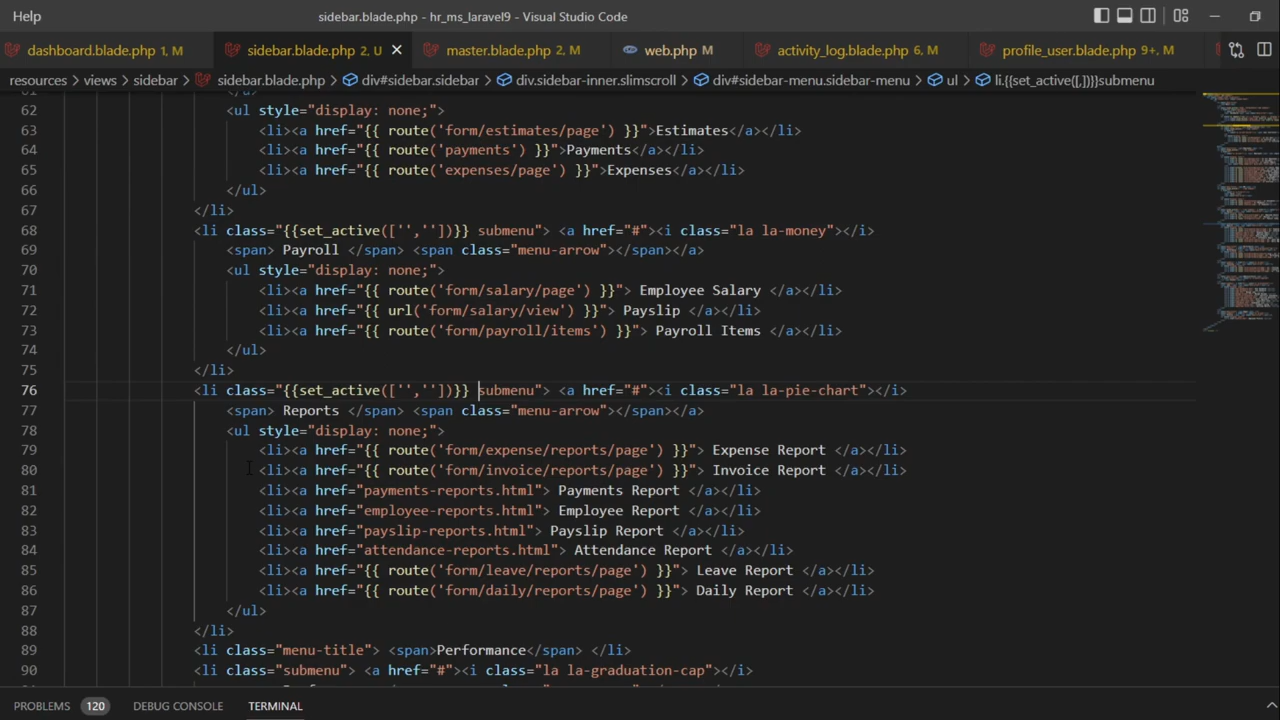 Help
sidebar.blade.php - hr_ms_laravel9 - Visual Studio Code
dashboard.blade.php 1, M
sidebar.blade.php 2, U
master.blade.php 2, M
web.php M
activity_log.blade.php 6, M
profile_user.blade.php 9+, M
resources > views > sidebar > sidebar.blade.php > div#sidebar.sidebar > div.sidebar-inner.slimscroll > div#sidebar-menu.sidebar-menu > ul > li.{{set_active([,])}}submenu
61 </a>
62 <ul style="display: none;">
63 <li><a href="{{ route('form/estimates/page') }}">Estimates</a></li>
64 <li><a href="{{ route('payments') }}">Payments</a></li>
65 <li><a href="{{ route('expenses/page') }}">Expenses</a></li>
66 </ul>
67 </li>
68 <li class="{{set_active(['',''])}} submenu"> <a href="#"><i class="la la-money"></i>
69 <span> Payroll </span> <span class="menu-arrow"></span></a>
70 <ul style="display: none;">
71 <li><a href="{{ route('form/salary/page') }}"> Employee Salary </a></li>
72 <li><a href="{{ url('form/salary/view') }}"> Payslip </a></li>
73 <li><a href="{{ route('form/payroll/items') }}"> Payroll Items </a></li>
74 </ul>
75 </li>
76 <li class="{{set_active(['',''])}} submenu"> <a href="#"><i class="la la-pie-chart"></i>
77 <span> Reports </span> <span class="menu-arrow"></span></a>
78 <ul style="display: none;">
79 <li><a href="{{ route('form/expense/reports/page') }}"> Expense Report </a></li>
80 <li><a href="{{ route('form/invoice/reports/page') }}"> Invoice Report </a></li>
81 <li><a href="payments-reports.html"> Payments Report </a></li>
82 <li><a href="employee-reports.html"> Employee Report </a></li>
83 <li><a href="payslip-reports.html"> Payslip Report </a></li>
84 <li><a href="attendance-reports.html"> Attendance Report </a></li>
85 <li><a href="{{ route('form/leave/reports/page') }}"> Leave Report </a></li>
86 <li><a href="{{ route('form/daily/reports/page') }}"> Daily Report </a></li>
87 </ul>
88 </li>
89 <li class="menu-title"> <span>Performance</span> </li>
90 <li class="submenu"> <a href="#"><i class="la la-graduation-cap"></i>
PROBLEMS 120 DEBUG CONSOLE TERMINAL